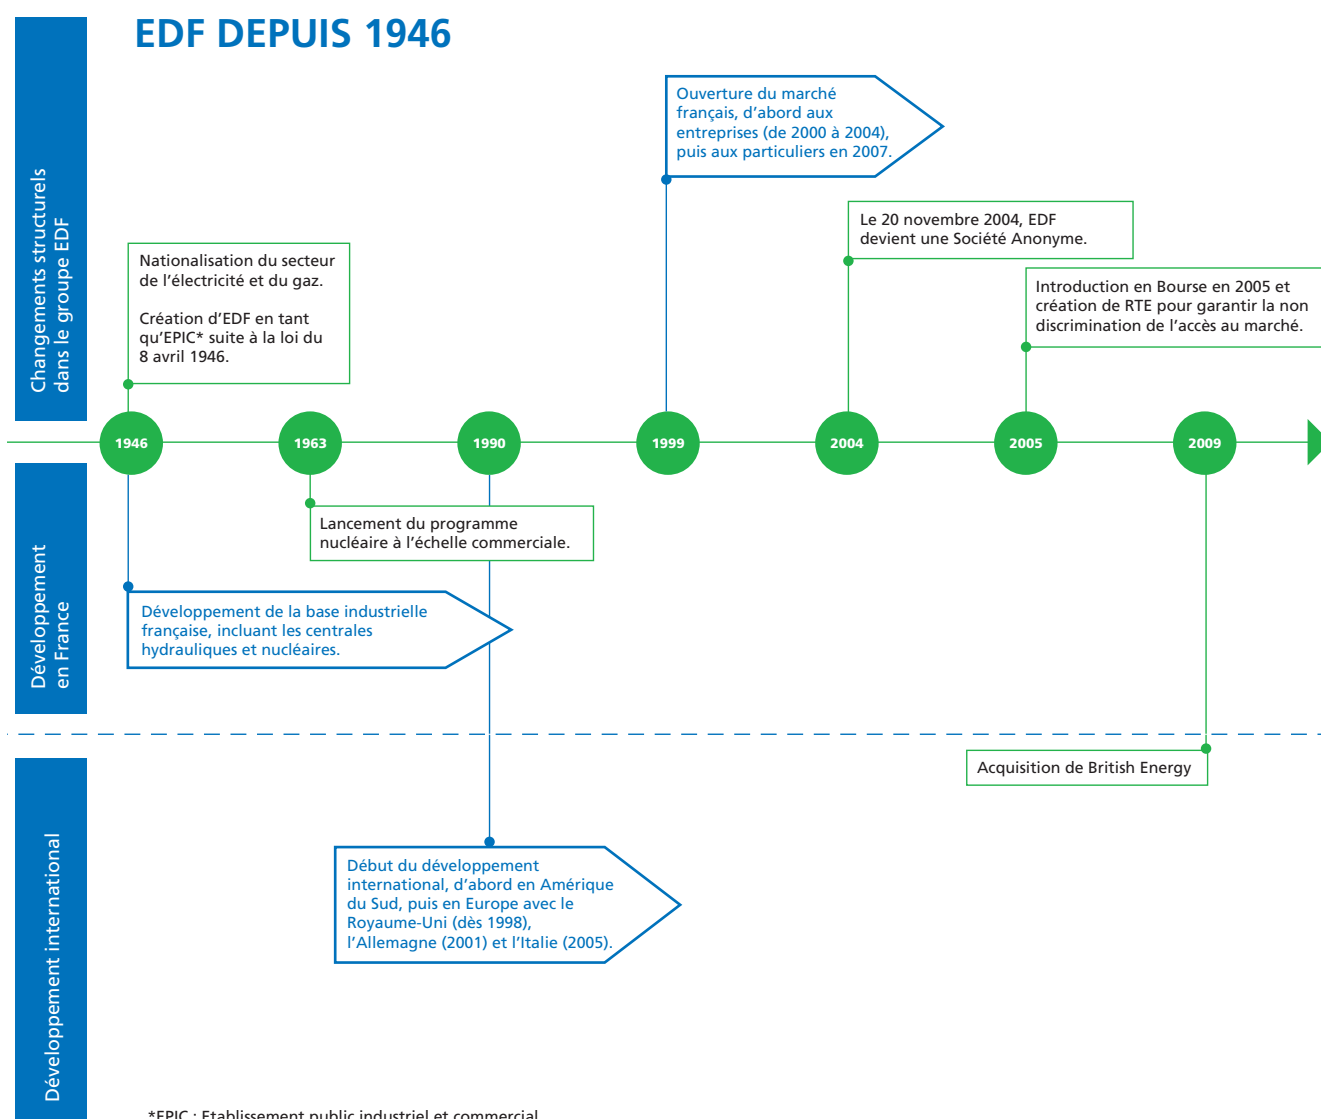 EDF DEPUIS 1946
Changements structurels
dans le groupe EDF
Ouverture du marché
français, d'abord aux
entreprises (de 2000 à 2004),
puis aux particuliers en 2007.
Le 20 novembre 2004, EDF
devient une Société Anonyme.
Nationalisation du secteur
de l'électricité et du gaz.
Création d'EDF en tant
qu'EPIC* suite à la loi du
8 avril 1946.
Introduction en Bourse en 2005 et
création de RTE pour garantir la non
discrimination de l'accès au marché.
1946
1963
1990
1999
2004
2005
2009
Développement
en France
Lancement du programme
nucléaire à l'échelle commerciale.
Développement de la base industrielle
française, incluant les centrales
hydrauliques et nucléaires.
Développement international
Acquisition de British Energy
Début du développement
international, d'abord en Amérique
du Sud, puis en Europe avec le
Royaume-Uni (dès 1998),
l'Allemagne (2001) et l'Italie (2005).
*EPIC : Etablissement public industriel et commercial